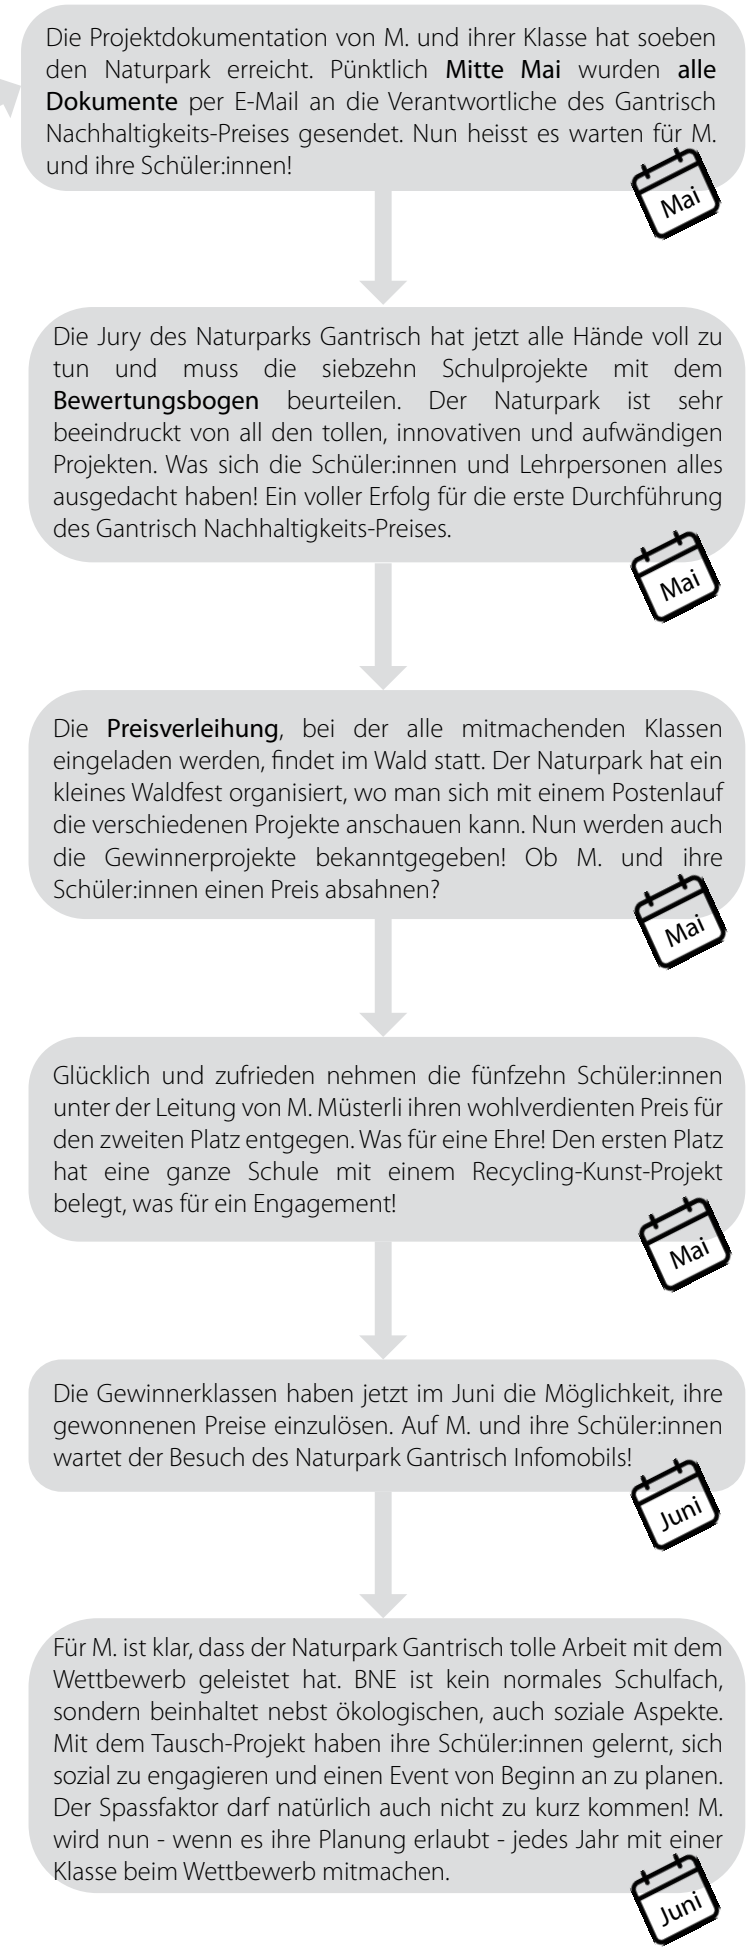 Die Projektdokumentation von M. und ihrer Klasse hat soeben
den Naturpark erreicht. Pünktlich Mitte Mai wurden alle
Dokumente per E-Mail an die Verantwortliche des Gantrisch
Nachhaltigkeits-Preises gesendet. Nun heisst es warten für M.
und ihre Schüler:innen!
Mai
Die Jury des Naturparks Gantrisch hat jetzt alle Hände voll zu
tun und muss die siebzehn Schulprojekte mit dem
Bewertungsbogen beurteilen. Der Naturpark ist sehr
beeindruckt von all den tollen, innovativen und aufwändigen
Projekten. Was sich die Schüler:innen und Lehrpersonen alles
ausgedacht haben! Ein voller Erfolg für die erste Durchführung
des Gantrisch Nachhaltigkeits-Preises.
Mai
Die Preisverleihung, bei der alle mitmachenden Klassen
eingeladen werden, findet im Wald statt. Der Naturpark hat ein
kleines Waldfest organisiert, wo man sich mit einem Postenlauf
die verschiedenen Projekte anschauen kann. Nun werden auch
die Gewinnerprojekte bekanntgegeben! Ob M. und ihre
Schüler:innen einen Preis absahnen?
Mai
Glücklich und zufrieden nehmen die fünfzehn Schüler:innen
unter der Leitung von M. Müsterli ihren wohlverdienten Preis für
den zweiten Platz entgegen. Was für eine Ehre! Den ersten Platz
hat eine ganze Schule mit einem Recycling-Kunst-Projekt
belegt, was für ein Engagement!
Mai
Die Gewinnerklassen haben jetzt im Juni die Möglichkeit, ihre
gewonnenen Preise einzulösen. Auf M. und ihre Schüler:innen
wartet der Besuch des Naturpark Gantrisch Infomobils!
Juni
Für M. ist klar, dass der Naturpark Gantrisch tolle Arbeit mit dem
Wettbewerb geleistet hat. BNE ist kein normales Schulfach,
sondern beinhaltet nebst ökologischen, auch soziale Aspekte.
Mit dem Tausch-Projekt haben ihre Schüler:innen gelernt, sich
sozial zu engagieren und einen Event von Beginn an zu planen.
Der Spassfaktor darf natürlich auch nicht zu kurz kommen! M.
wird nun - wenn es ihre Planung erlaubt - jedes Jahr mit einer
Klasse beim Wettbewerb mitmachen.
Juni